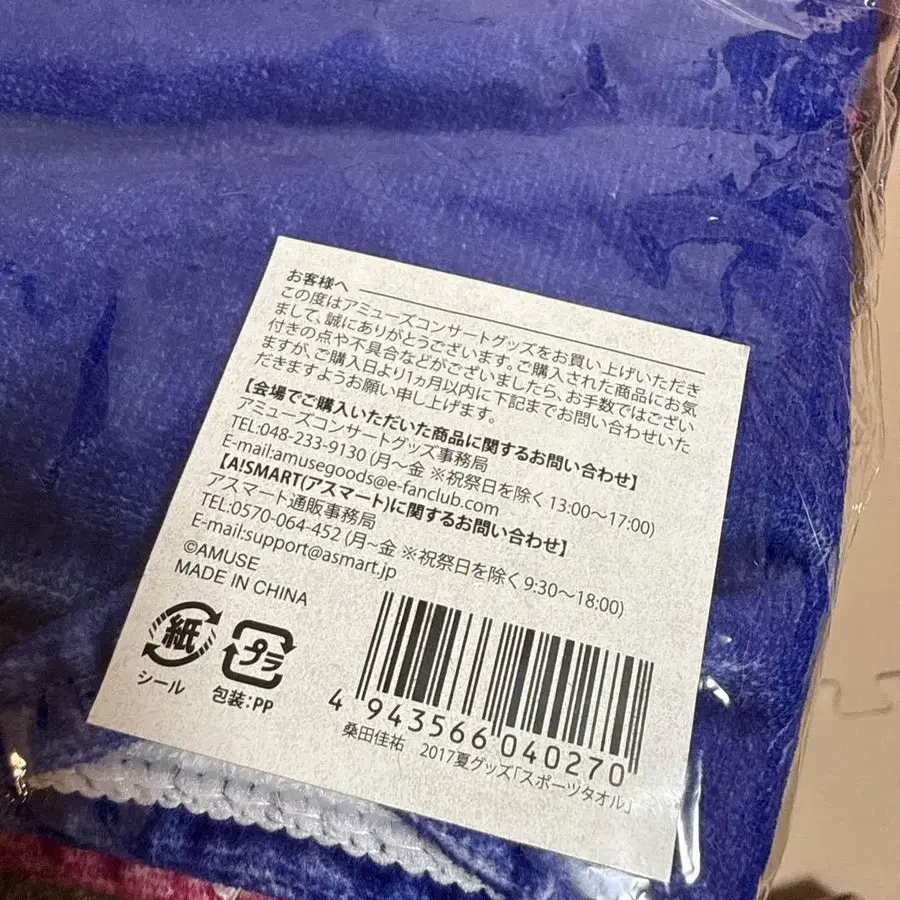 お客様へ
この度はアミューズコンサートグッズをお買い上げいただき
まして、誠にありがとうございます。ご購入された商品にお気
付きの点や不具合などがございましたら、お手数ではござい
ますが、ご購入日より1ヵ月以内に下記までお問い合わせいた
だきますようお願い申し上げます。
【会場でご購入いただいた商品に関するお問い合わせ】
アミューズコンサートグッズ事務局
TEL:048-233-9130 (月〜金 ※祝祭日を除く 13:00〜17:00)
E-mail:amusegoods@e-fanclub.com
【A!SMART(アスマート)に関するお問い合わせ】
アスマート通販事務局
TEL:0570-064-452 (月〜金 ※祝祭日を除く 9:30〜18:00)
E-mail:support@asmart.jp
©AMUSE
MADE IN CHINA
紙
シール
プラ
包装:PP
4 943566 040270
桑田佳祐 2017夏グッズ「スポーツタオル」